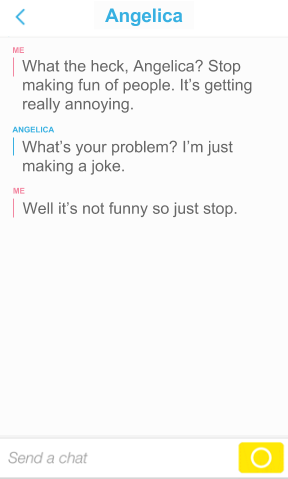 Angelica
ME
What the heck, Angelica? Stop
making fun of people. It’s getting
really annoying.
ANGELICA
What’s your problem? I’m just
making a joke.
ME
Well it’s not funny so just stop.
Send a chat